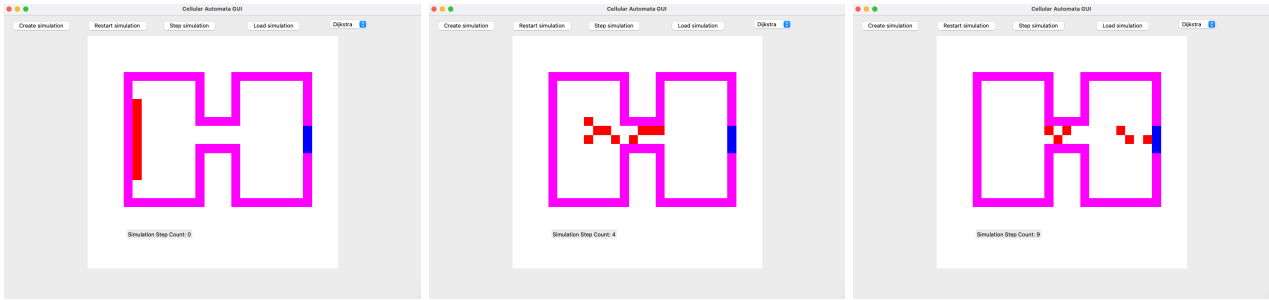 Cellular Automata GUI
Create simulation Restart simulation Step simulation Load simulation Dijkstra
Simulation Step Count: 0
Cellular Automata GUI
Create simulation Restart simulation Step simulation Load simulation Dijkstra
Simulation Step Count: 4
Cellular Automata GUI
Create simulation Restart simulation Step simulation Load simulation Dijkstra
Simulation Step Count: 9